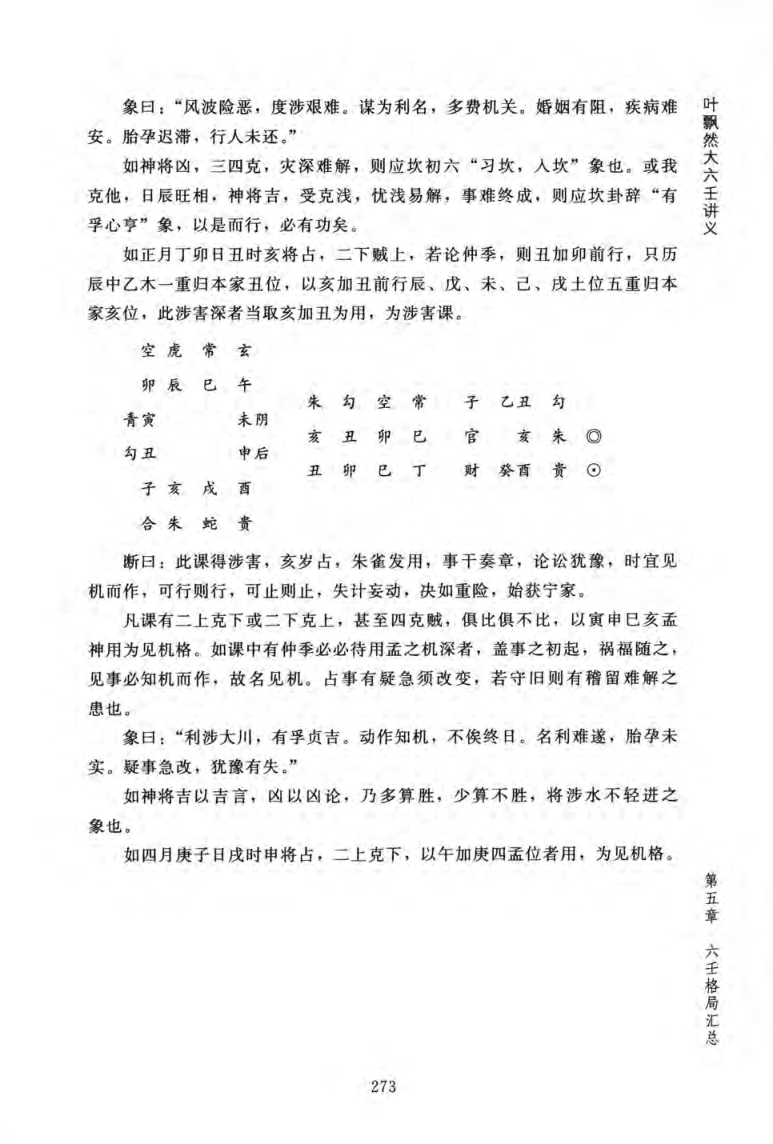 象曰：“风波险恶，度涉艰难。谋为利名，多费机关。婚姻有阻，疾病难
安。胎孕迟滞，行人未还。”
如神将凶，三四克，灾深难解，则应坎初六“习坎，人坎”象也。或我
克他，日辰旺相，神将吉，受克浅，忧浅易解，事难终成，则应坎卦辞“有
孚心亨”象，以是而行，必有功矣。
如正月丁卯日丑时亥将占，二下贼上，若论仲季，则丑加卯前行，只历
辰中乙木一重归本家丑位，以亥加丑前行辰、戊、未、己、戌土位五重归本
家亥位，此涉害深者当取亥加丑为用，为涉害课。
空 虎 常 玄
卯 辰 巳 午
青寅 未阴
勾丑 申后
子 亥 戌 酉
合 朱 蛇 贵
朱 勾 空 常 子 乙丑 勾
亥 丑 卯 巳 官 亥 朱 ◎
丑 卯 巳 丁 财 癸酉 贵 ⊙
断曰：此课得涉害，亥岁占，朱雀发用，事干奏章，论讼犹豫，时宜见
机而作，可行则行，可止则止，失计妄动，决如重险，始获宁家。
凡课有二上克下或二下克上，甚至四克贼，俱比俱不比，以寅申巳亥孟
神用为见机格。如课中有仲季必必待用孟之机深者，盖事之初起，祸福随之，
见事必知机而作，故名见机。占事有疑急须改变，若守旧则有稽留难解之
患也。
象曰：“利涉大川，有孚贞吉。动作知机，不俟终日。名利难遂，胎孕未
实。疑事急改，犹豫有失。”
如神将吉以吉言，凶以凶论，乃多算胜，少算不胜，将涉水不轻进之
象也。
如四月庚子日戌时申将占，二上克下，以午加庚四孟位者用，为见机格。
叶飘然大六壬讲义
第五章 六壬格局汇总
273